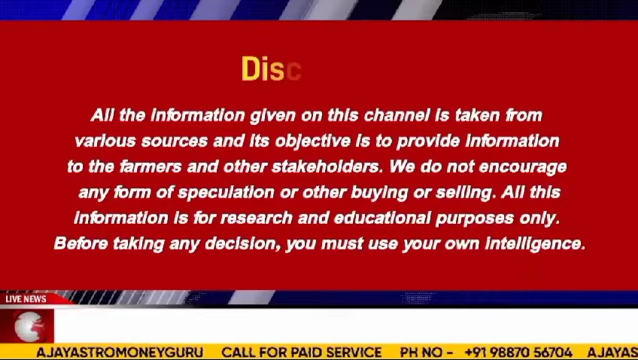 Disc
All the information given on this channel is taken from
various sources and its objective is to provide information
to the farmers and other stakeholders. We do not encourage
any form of speculation or other buying or selling. All this
information is for research and educational purposes only.
Before taking any decision, you must use your own intelligence.
LIVE NEWS
AJAYASTROMONEYGURU CALL FOR PAID SERVICE PH NO - +91 98870 56704 AJAYAS